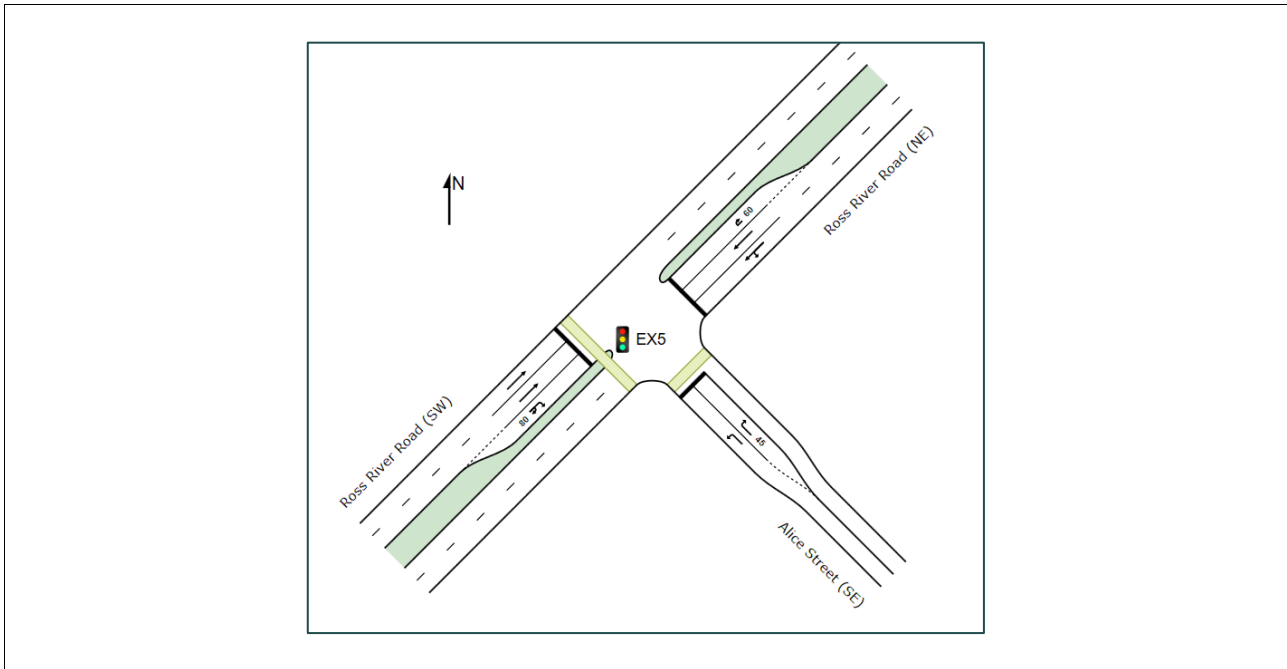 N
Ross River Road (NE)
60
EX5
Ross River Road (SW)
80
45
Alice Street (SE)